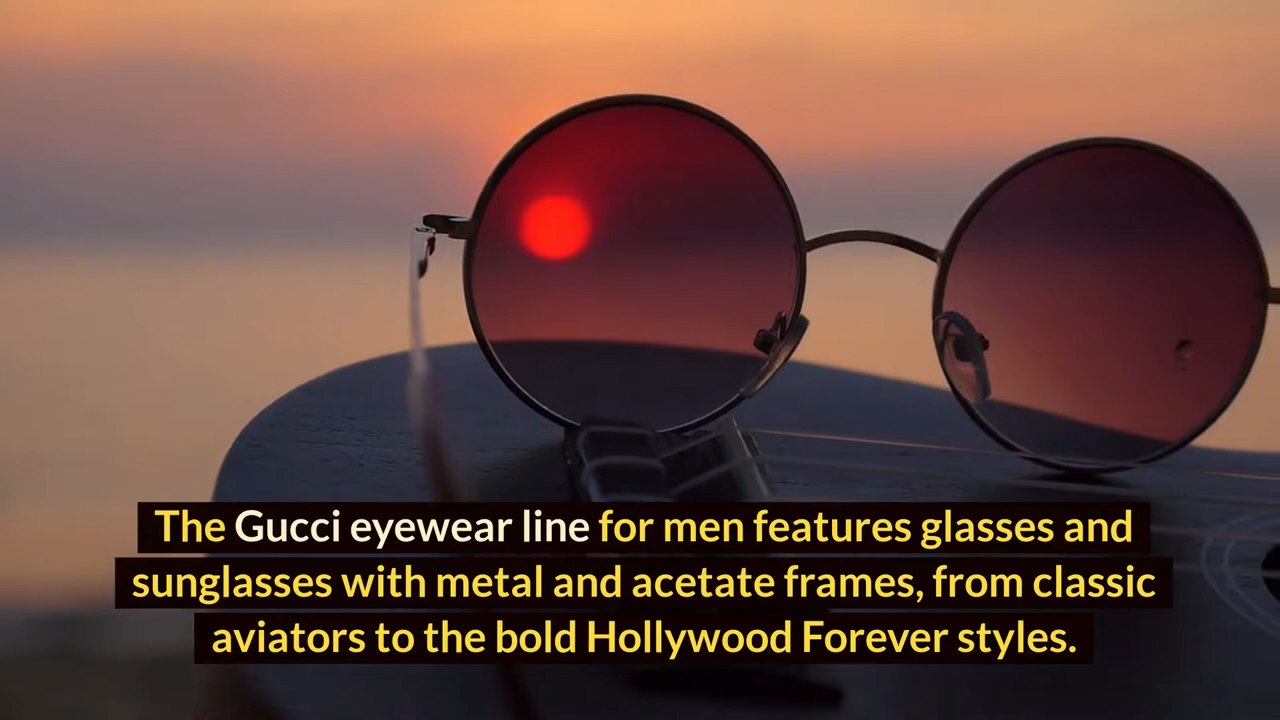 The Gucci eyewear line for men features glasses and
sunglasses with metal and acetate frames, from classic
aviators to the bold Hollywood Forever styles.